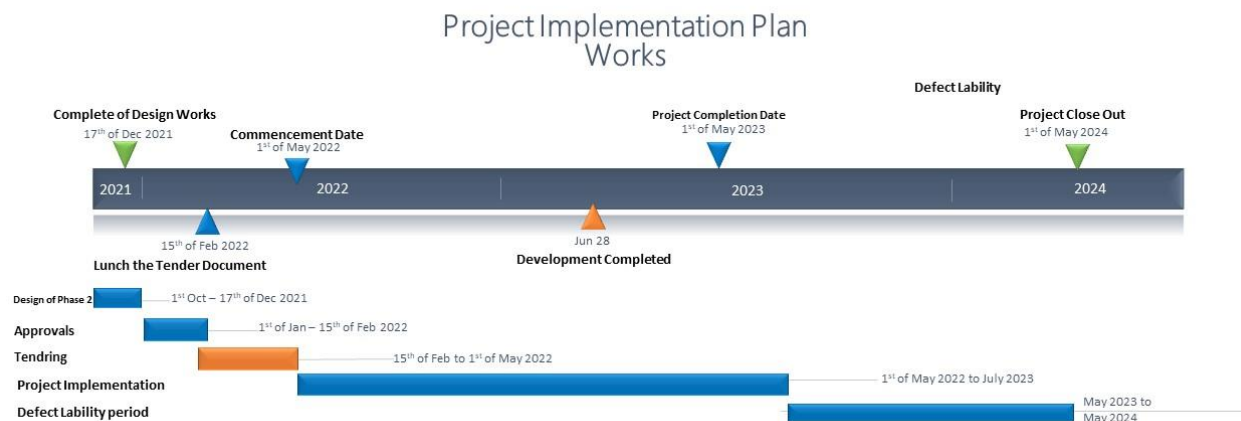 Project Implementation Plan
Works
Defect Lability
Complete of Design Works
17th of Dec 2021
Commencement Date
1st of May 2022
Project Completion Date
1st of May 2023
Project Close Out
1st of May 2024
2021
2022
2023
2024
15th of Feb 2022
Lunch the Tender Document
Jun 28
Development Completed
Design of Phase 2
1st Oct – 17th of Dec 2021
Approvals
1st of Jan – 15th of Feb 2022
Tendring
15th of Feb to 1st of May 2022
Project Implementation
1st of May 2022 to July 2023
Defect Lability period
May 2023 to
May 2024